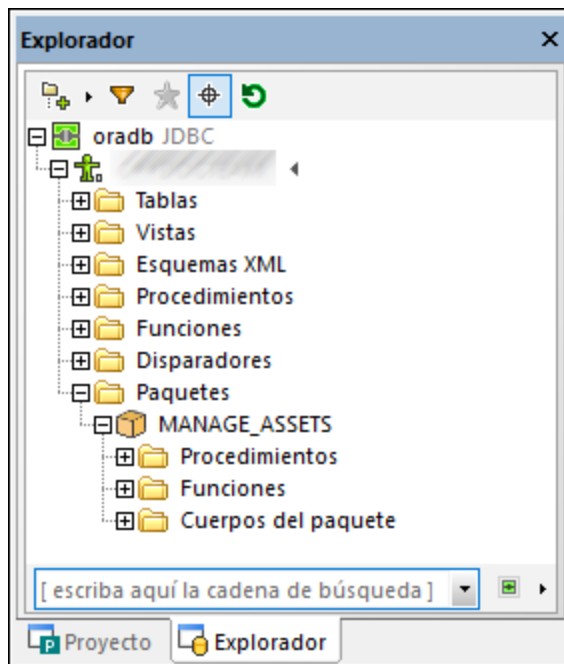 Explorador
oradb JDBC
Tablas
Vistas
Esquemas XML
Procedimientos
Funciones
Disparadores
Paquetes
MANAGE_ASSETS
Procedimientos
Funciones
Cuerpos del paquete
[ escriba aquí la cadena de búsqueda ]
Proyecto Explorador